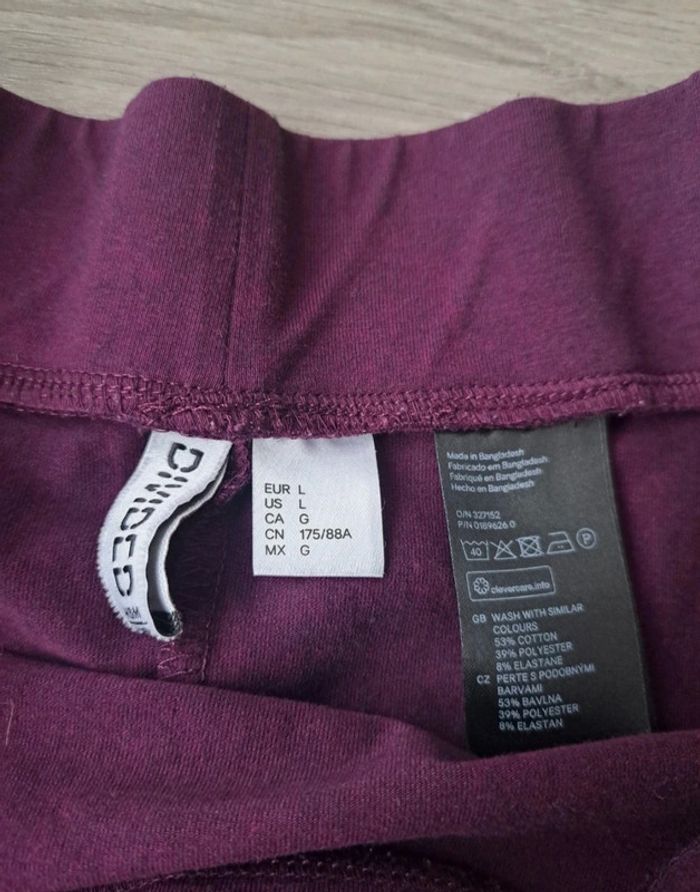 DIVIDED
H&M
EUR L
US L
CA G
CN 175/88A
MX G
Made in Bangladesh
Fabricado em Bangladesh
Fabriqué en Bangladesh
Hecho en Bangladesh
O/N 327152
P/N 0189626 0
40 P
clevercare.info
GB WASH WITH SIMILAR
COLOURS
53% COTTON
39% POLYESTER
8% ELASTANE
CZ PERTE S PODOBNÝMI
BARVAMI
53% BAVLNA
39% POLYESTER
8% ELASTAN